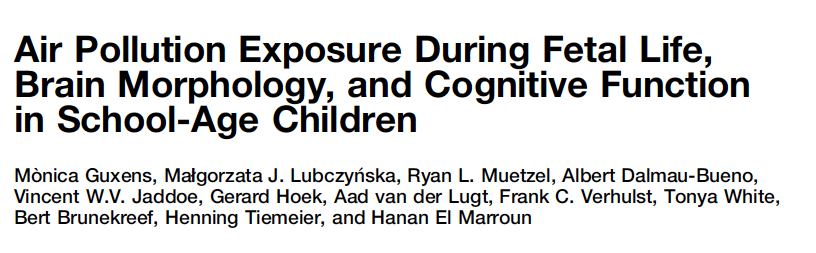 Air Pollution Exposure During Fetal Life,
Brain Morphology, and Cognitive Function
in School-Age Children
Mònica Guxens, Małgorzata J. Lubczyńska, Ryan L. Muetzel, Albert Dalmau-Bueno,
Vincent W.V. Jaddoe, Gerard Hoek, Aad van der Lugt, Frank C. Verhulst, Tonya White,
Bert Brunekreef, Henning Tiemeier, and Hanan El Marroun